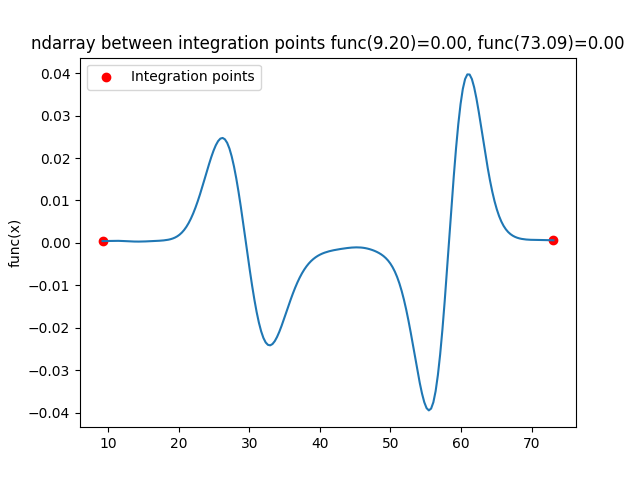 ndarray between integration points func(9.20)=0.00, func(73.09)=0.00
Integration points
func(x)
0.04
0.03
0.02
0.01
0.00
−0.01
−0.02
−0.03
−0.04
10 20 30 40 50 60 70